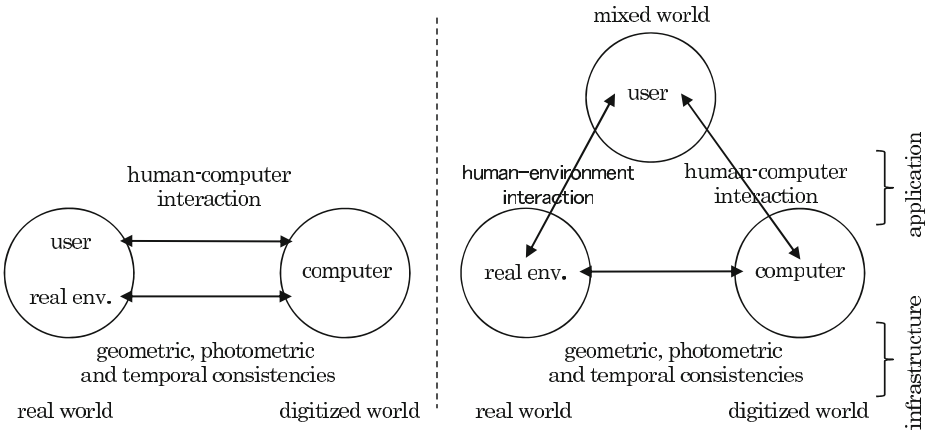 human-computer
interaction
user
real env.
computer
geometric, photometric
and temporal consistencies
real world
digitized world
mixed world
user
human-environment
interaction
human-computer
interaction
real env.
computer
geometric, photometric
and temporal consistencies
real world
digitized world
application
infrastructure